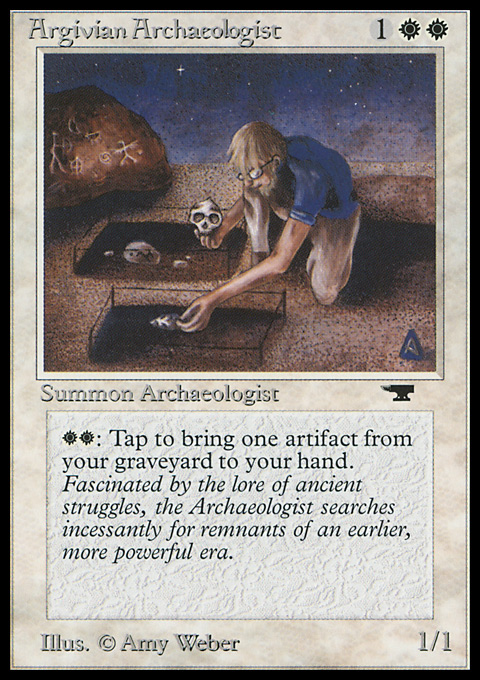 Argivian Archaeologist 1
Summon Archaeologist
: Tap to bring one artifact from
your graveyard to your hand.
Fascinated by the lore of ancient
struggles, the Archaeologist searches
incessantly for remnants of an earlier,
more powerful era.
Illus. © Amy Weber 1/1